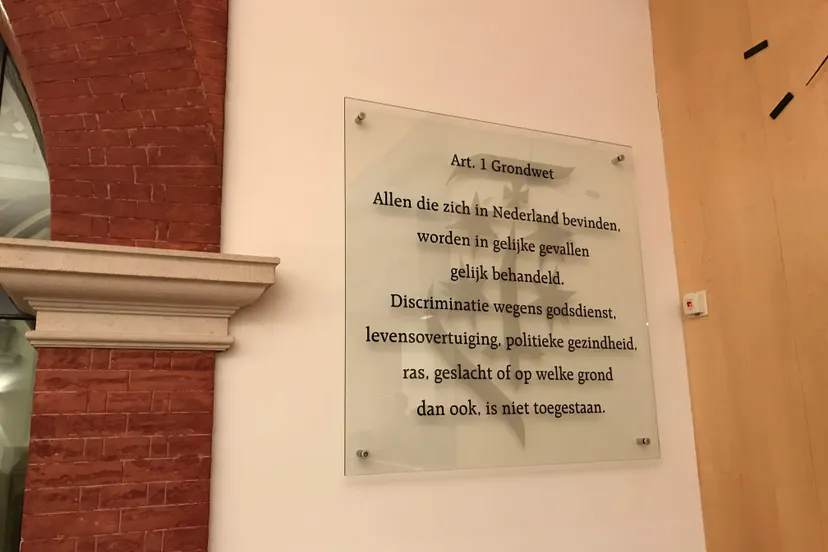 Art. 1 Grondwet
Allen die zich in Nederland bevinden,
worden in gelijke gevallen
gelijk behandeld.
Discriminatie wegens godsdienst,
levensovertuiging, politieke gezindheid,
ras, geslacht of op welke grond
dan ook, is niet toegestaan.